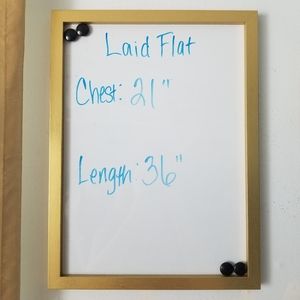 Laid Flat
Chest: 21"
Length: 36"